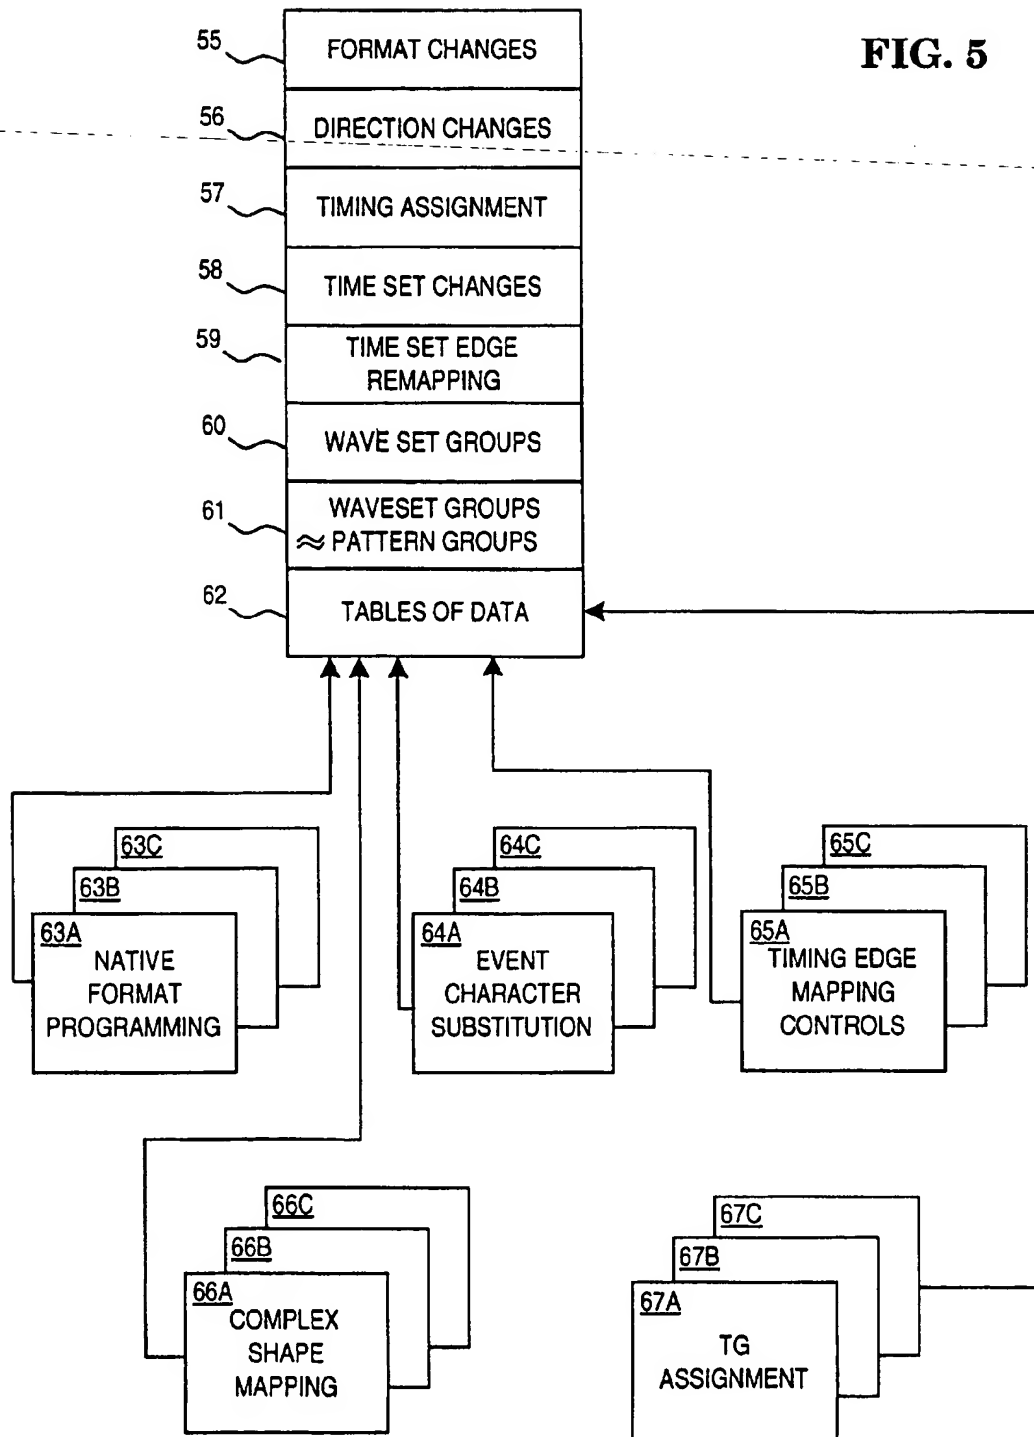 FIG. 5
55 FORMAT CHANGES
56 DIRECTION CHANGES
57 TIMING ASSIGNMENT
58 TIME SET CHANGES
59 TIME SET EDGE
REMAPPING
60 WAVE SET GROUPS
61 WAVESET GROUPS
≈ PATTERN GROUPS
62 TABLES OF DATA
63C
63B
63A
NATIVE
FORMAT
PROGRAMMING
64C
64B
64A
EVENT
CHARACTER
SUBSTITUTION
65C
65B
65A
TIMING EDGE
MAPPING
CONTROLS
66C
66B
66A
COMPLEX
SHAPE
MAPPING
67C
67B
67A
TG
ASSIGNMENT